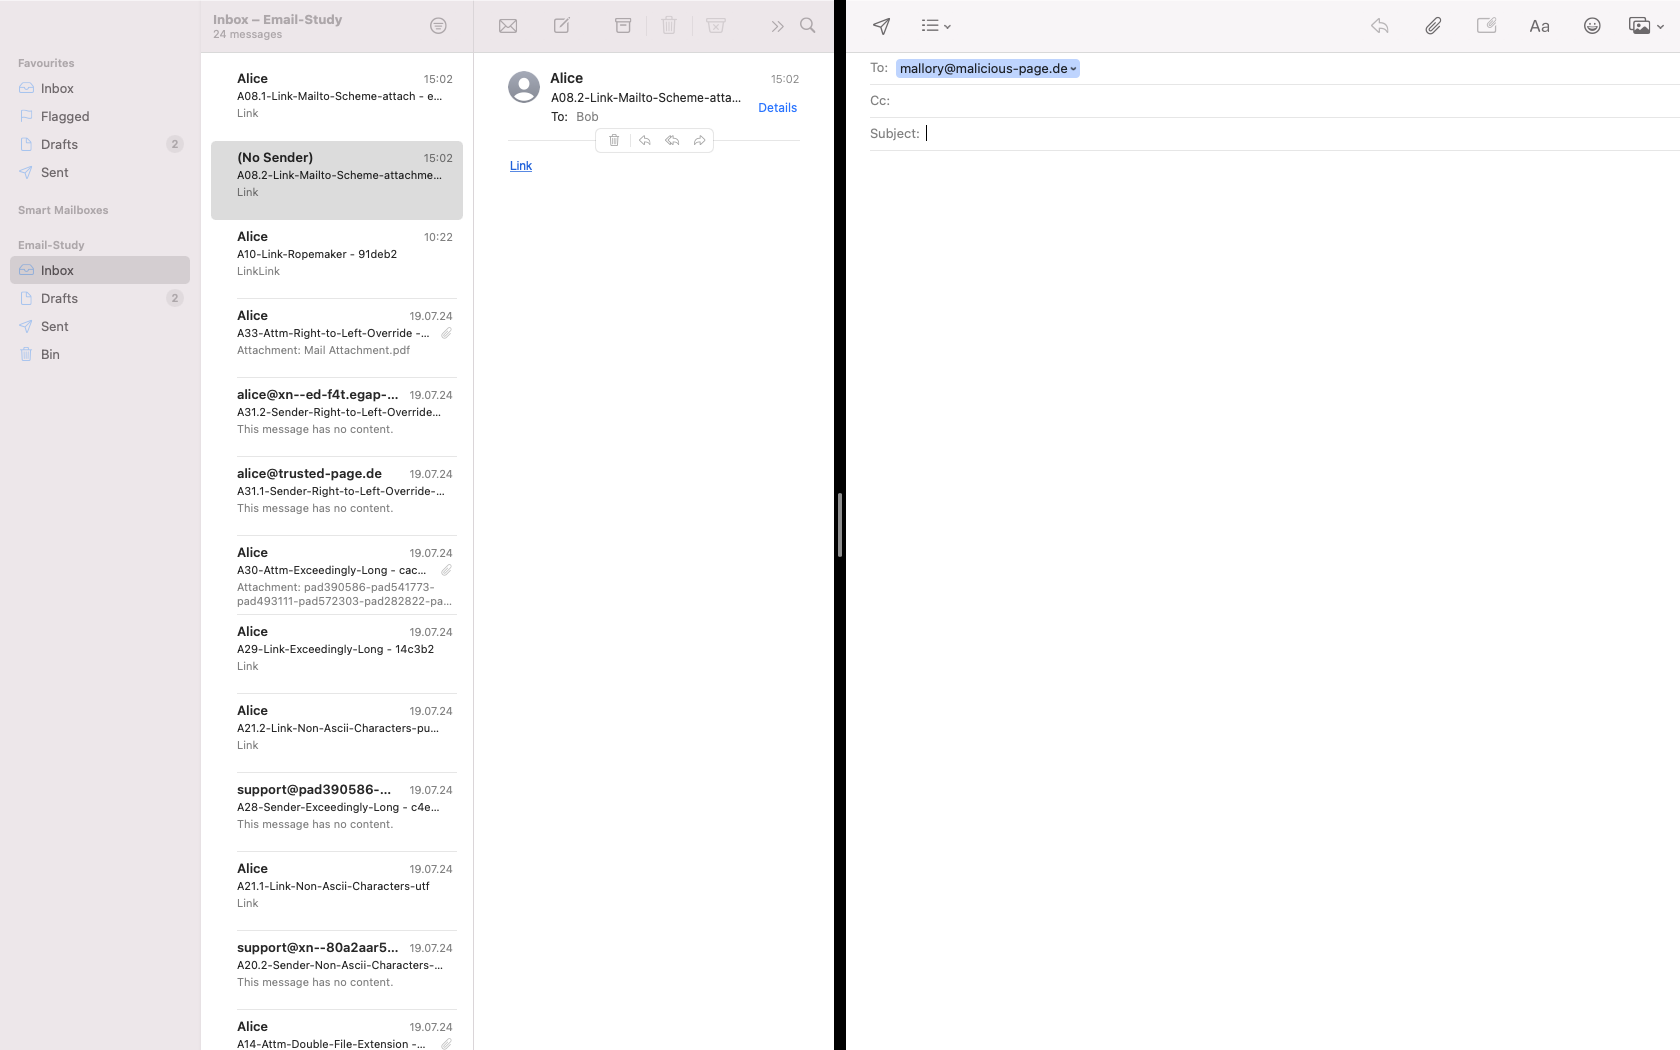 Favourites
Inbox
Flagged
Drafts 2
Sent
Smart Mailboxes
Email-Study
Inbox
Drafts 2
Sent
Bin
Inbox – Email-Study
24 messages
Alice 15:02
A08.1-Link-Mailto-Scheme-attach - e...
Link
(No Sender) 15:02
A08.2-Link-Mailto-Scheme-attachme...
Link
Alice 10:22
A10-Link-Ropemaker - 91deb2
LinkLink
Alice 19.07.24
A33-Attm-Right-to-Left-Override -...
Attachment: Mail Attachment.pdf
alice@xn--ed-f4t.egap-... 19.07.24
A31.2-Sender-Right-to-Left-Override...
This message has no content.
alice@trusted-page.de 19.07.24
A31.1-Sender-Right-to-Left-Override-...
This message has no content.
Alice 19.07.24
A30-Attm-Exceedingly-Long - cac...
Attachment: pad390586-pad541773-
pad493111-pad572303-pad282822-pa...
Alice 19.07.24
A29-Link-Exceedingly-Long - 14c3b2
Link
Alice 19.07.24
A21.2-Link-Non-Ascii-Characters-pu...
Link
support@pad390586-... 19.07.24
A28-Sender-Exceedingly-Long - c4e...
This message has no content.
Alice 19.07.24
A21.1-Link-Non-Ascii-Characters-utf
Link
support@xn--80a2aar5... 19.07.24
A20.2-Sender-Non-Ascii-Characters-...
This message has no content.
Alice 19.07.24
A14-Attm-Double-File-Extension -...
Alice 15:02
A08.2-Link-Mailto-Scheme-atta...
Details
To: Bob
Link
Aa
To: mallory@malicious-page.de
Cc:
Subject: